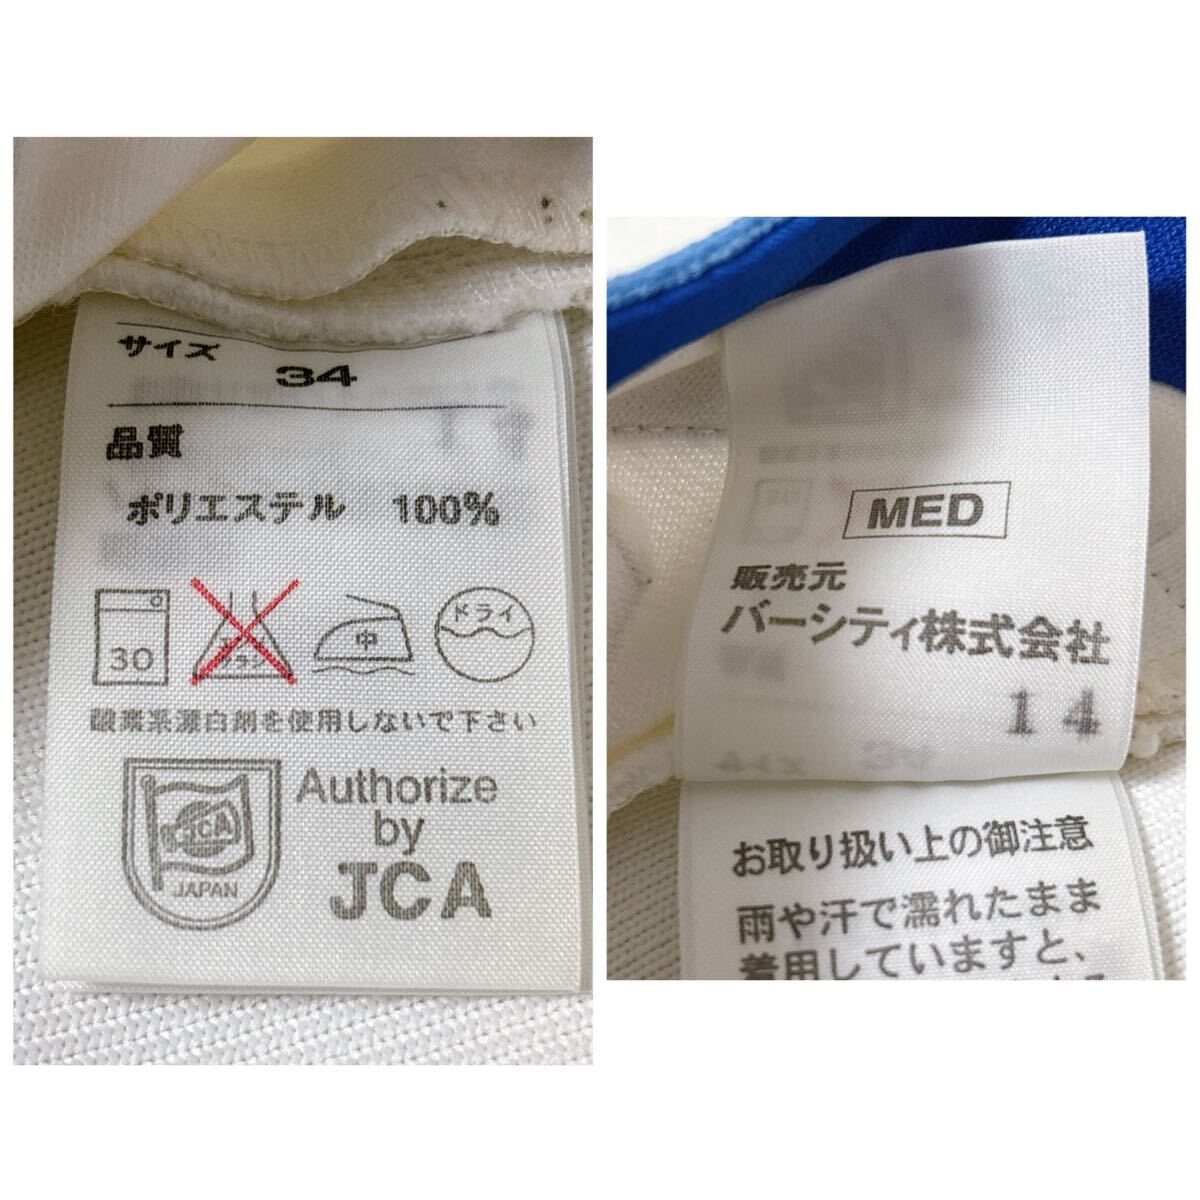 サイズ
34
品質
ポリエステル 100%
30
中
ドライ
酸素系漂白剤を使用しないで下さい
JCA
JAPAN
Authorize
by
JCA
MED
販売元
バーシティ株式会社
14
お取り扱い上の御注意
雨や汗で濡れたまま
着用していますと、